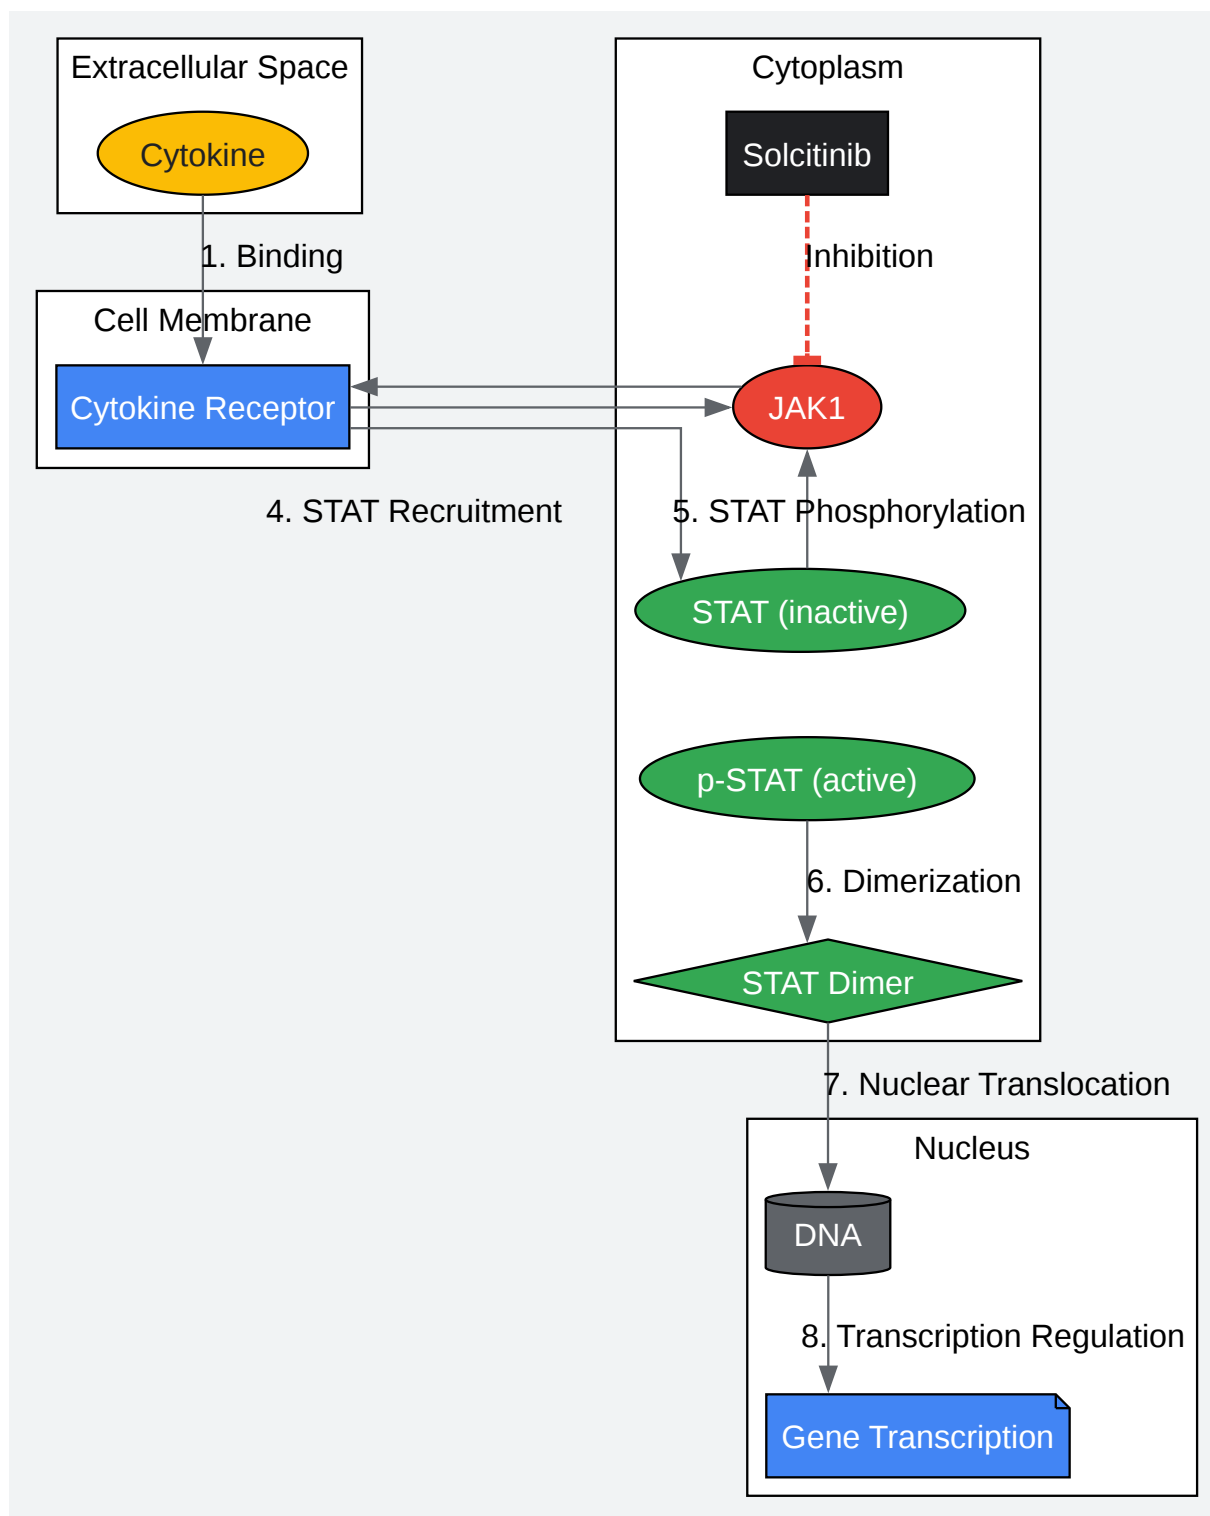 Extracellular Space
Cytoplasm
Cytokine
Solcitinib
1. Binding
Inhibition
Cell Membrane
Cytokine Receptor
JAK1
4. STAT Recruitment
5. STAT Phosphorylation
STAT (inactive)
p-STAT (active)
6. Dimerization
STAT Dimer
7. Nuclear Translocation
Nucleus
DNA
8. Transcription Regulation
Gene Transcription